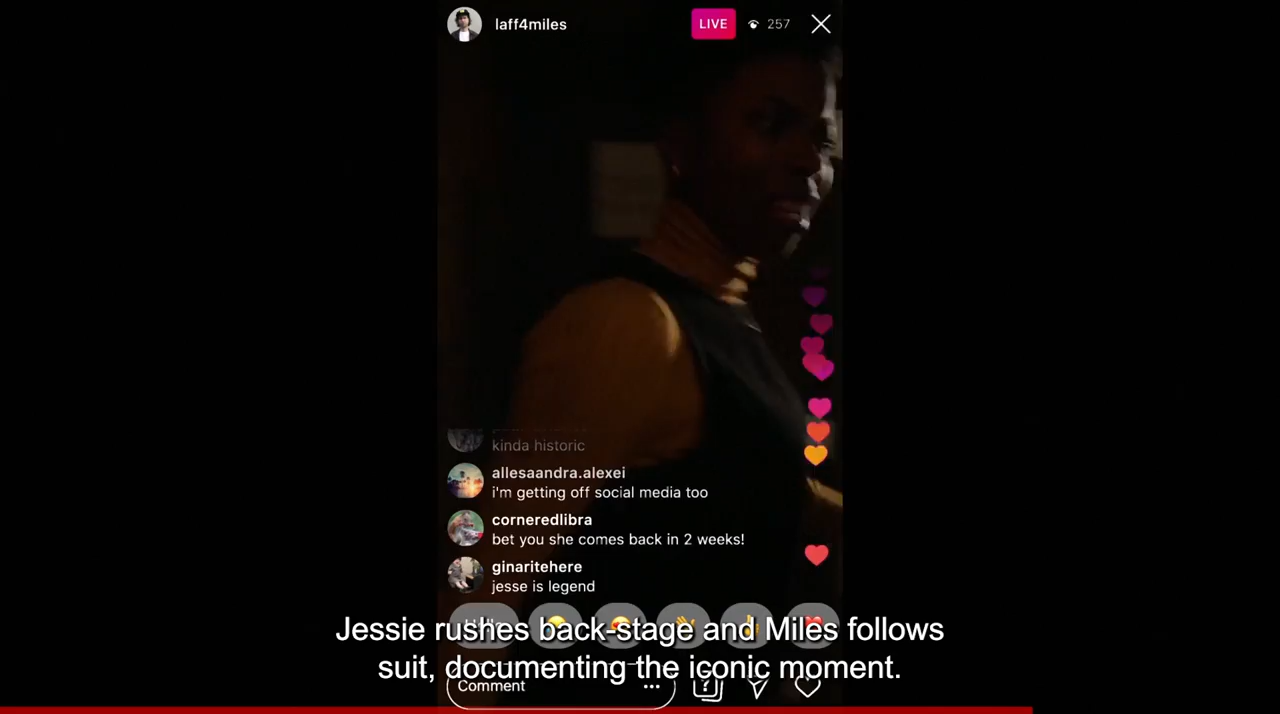 laff4miles
LIVE
257
kinda historic
allesaandra.alexei
i'm getting off social media too
corneredlibra
bet you she comes back in 2 weeks!
ginaritehere
jesse is legend
Jessie rushes back-stage and Miles follows
suit, documenting the iconic moment.
Comment